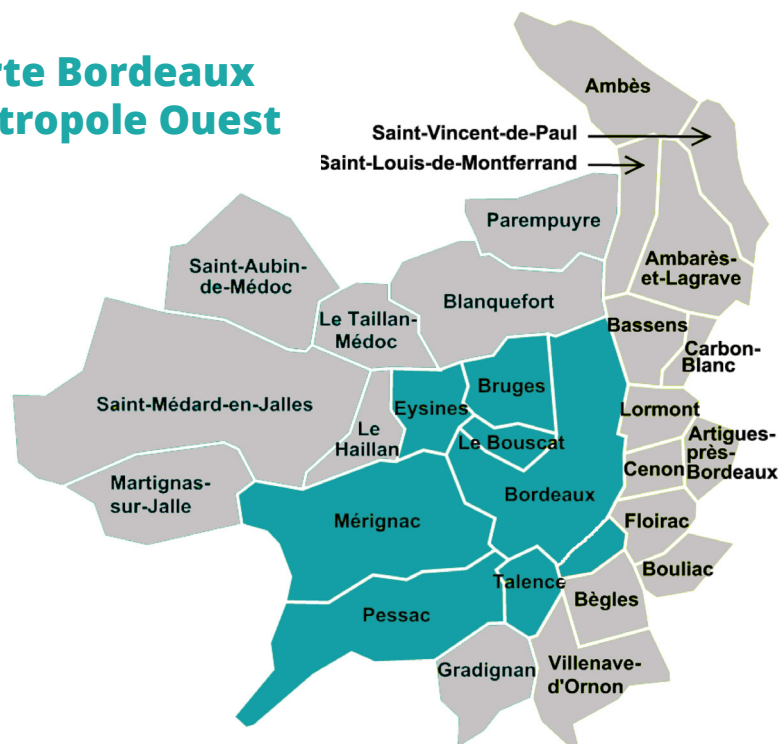 rte Bordeaux
tropole Ouest
Ambès
Saint-Vincent-de-Paul
Saint-Louis-de-Montferrand
Parempuyre
Saint-Aubin-
de-Médoc
Ambarès-
et-Lagrave
Blanquefort
Le Taillan-
Médoc
Bassens
Carbon-
Blanc
Bruges
Saint-Médard-en-Jalles
Eysines
Lormont
Le
Haillan
Le Bouscat
Artigues-
près-
Bordeaux
Cenon
Martignas-
sur-Jalle
Bordeaux
Mérignac
Floirac
Bouliac
Talence
Bègles
Pessac
Gradignan
Villenave-
d'Ornon